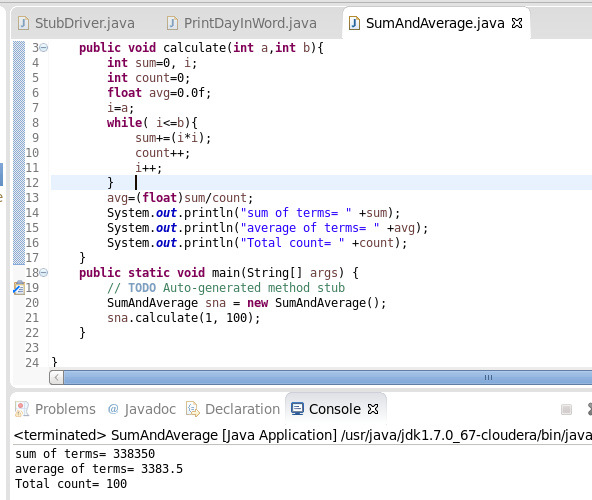 StubDriver.java PrintDayInWord.java SumAndAverage.java
3 public void calculate(int a,int b){
4 int sum=0, i;
5 int count=0;
6 float avg=0.0f;
7 i=a;
8 while( i<=b){
9 sum+=(i*i);
10 count++;
11 i++;
12 }
13 avg=(float)sum/count;
14 System.out.println("sum of terms= " +sum);
15 System.out.println("average of terms= " +avg);
16 System.out.println("Total count= " +count);
17 }
18 public static void main(String[] args) {
19 // TODO Auto-generated method stub
20 SumAndAverage sna = new SumAndAverage();
21 sna.calculate(1, 100);
22 }
23
24 }
Problems @ Javadoc Declaration Console
<terminated> SumAndAverage [Java Application] /usr/java/jdk1.7.0_67-cloudera/bin/java
sum of terms= 338350
average of terms= 3383.5
Total count= 100